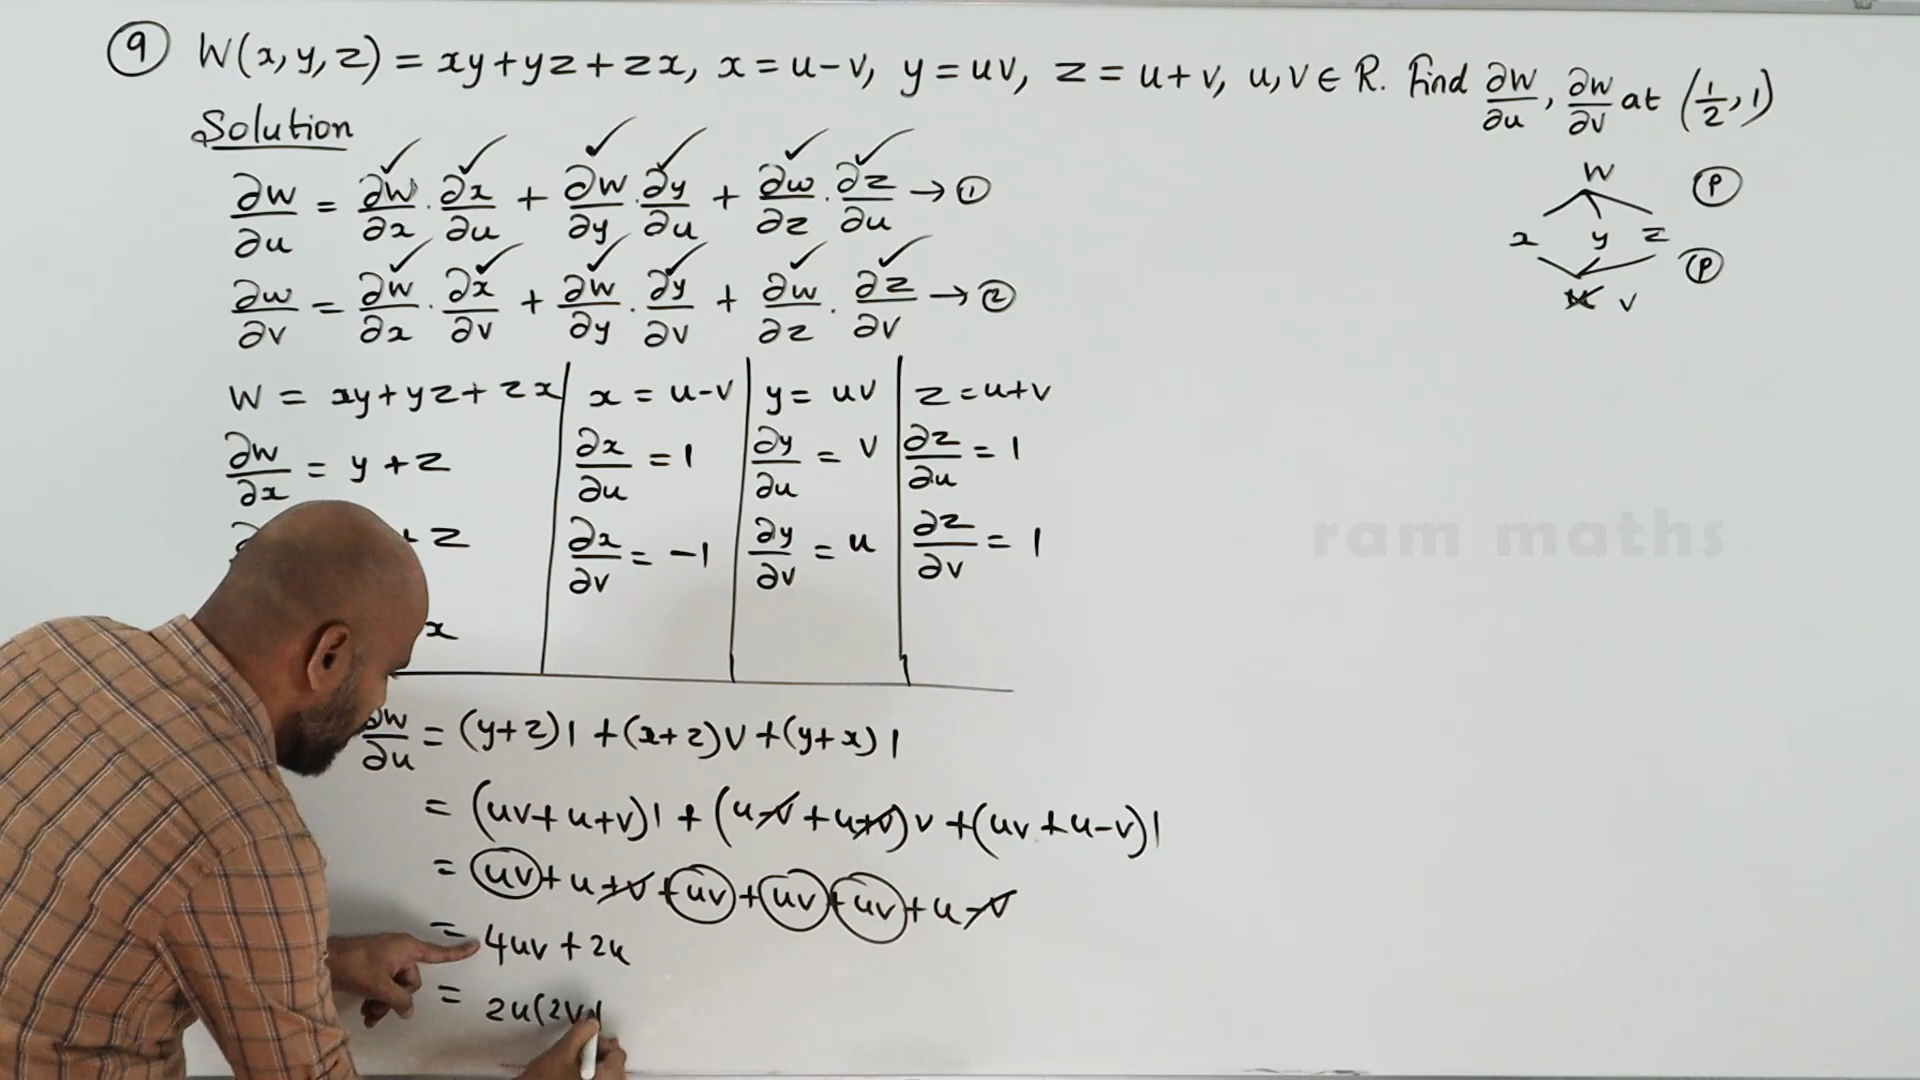 ⑨ W(x,y,z) = xy+yz+zx, x=u-v, y=uv, z=u+v, u,v∈R. Find ∂W/∂u, ∂W/∂v at (1/2, 1)
Solution
∂w/∂u = ∂W/∂x · ∂x/∂u + ∂W/∂y · ∂y/∂u + ∂w/∂z · ∂z/∂u → ①
∂w/∂v = ∂W/∂x · ∂x/∂v + ∂W/∂y · ∂y/∂v + ∂w/∂z · ∂z/∂v → ②
W
x y z
u v
P
P
W = xy+yz+zx
∂w/∂x = y+z
+z
x
x = u-v
∂x/∂u = 1
∂x/∂v = -1
y = uv
∂y/∂u = v
∂y/∂v = u
z = u+v
∂z/∂u = 1
∂z/∂v = 1
∂W/∂u = (y+z)1 + (x+z)v + (y+x)1
= (uv+u+v)1 + (u-v+u+v)v + (uv+u-v)1
= uv + u + v + uv + uv + uv + u - v
= 4uv + 2u
= 2u(2v+
ram maths